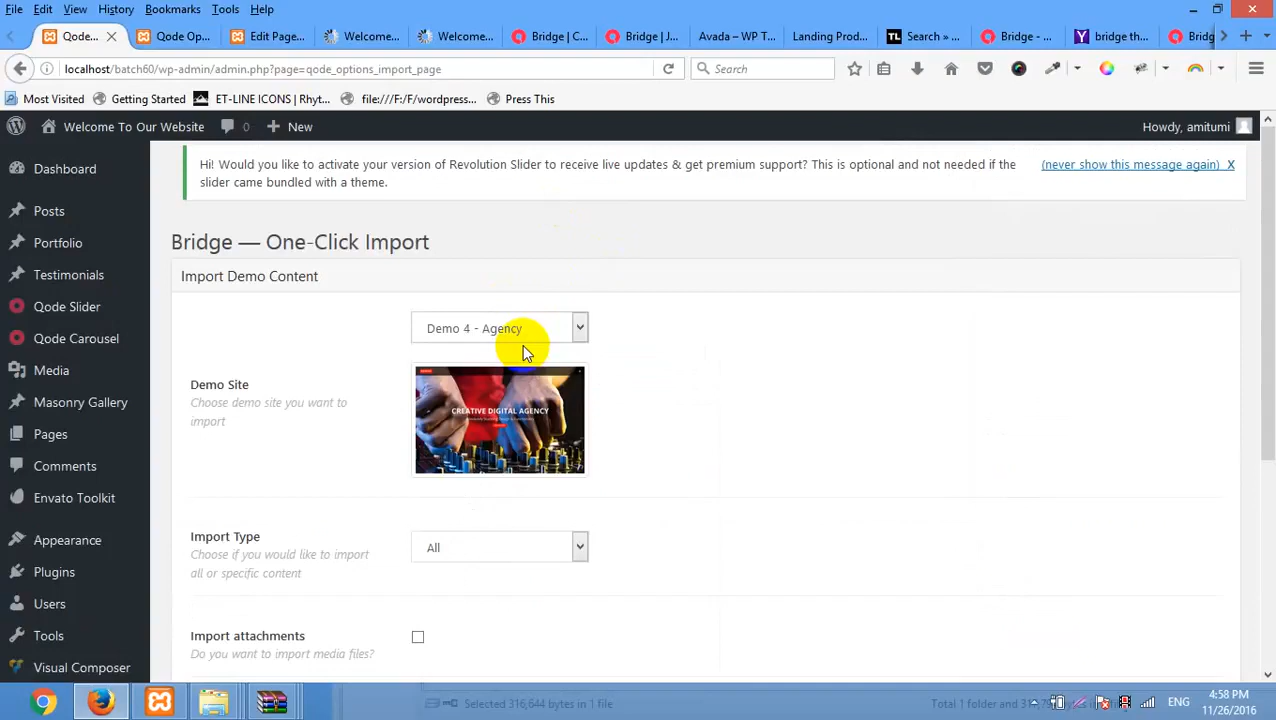 File Edit View History Bookmarks Tools Help
Qode... Qode Op... Edit Page... Welcome... Welcome... Bridge | C... Bridge | J... Avada – WP T... Landing Prod... TL Search » ... Bridge - ... bridge th... Bridg
localhost/batch60/wp-admin/admin.php?page=qode_options_import_page Search
Most Visited Getting Started ET-LINE ICONS | Rhyt... file:///F:/F/wordpress... Press This
Welcome To Our Website 0 New Howdy, amitumi
Hi! Would you like to activate your version of Revolution Slider to receive live updates & get premium support? This is optional and not needed if the
slider came bundled with a theme.
(never show this message again) X
Dashboard
Posts
Portfolio
Testimonials
Qode Slider
Qode Carousel
Media
Masonry Gallery
Pages
Comments
Envato Toolkit
Appearance
Plugins
Users
Tools
Visual Composer
Bridge — One-Click Import
Import Demo Content
Demo 4 - Agency
Demo Site
Choose demo site you want to
import
CREATIVE DIGITAL AGENCY
Import Type
Choose if you would like to import
all or specific content
All
Import attachments
Do you want to import media files?
Selected 316,644 bytes in 1 file
ENG
4:58 PM
11/26/2016